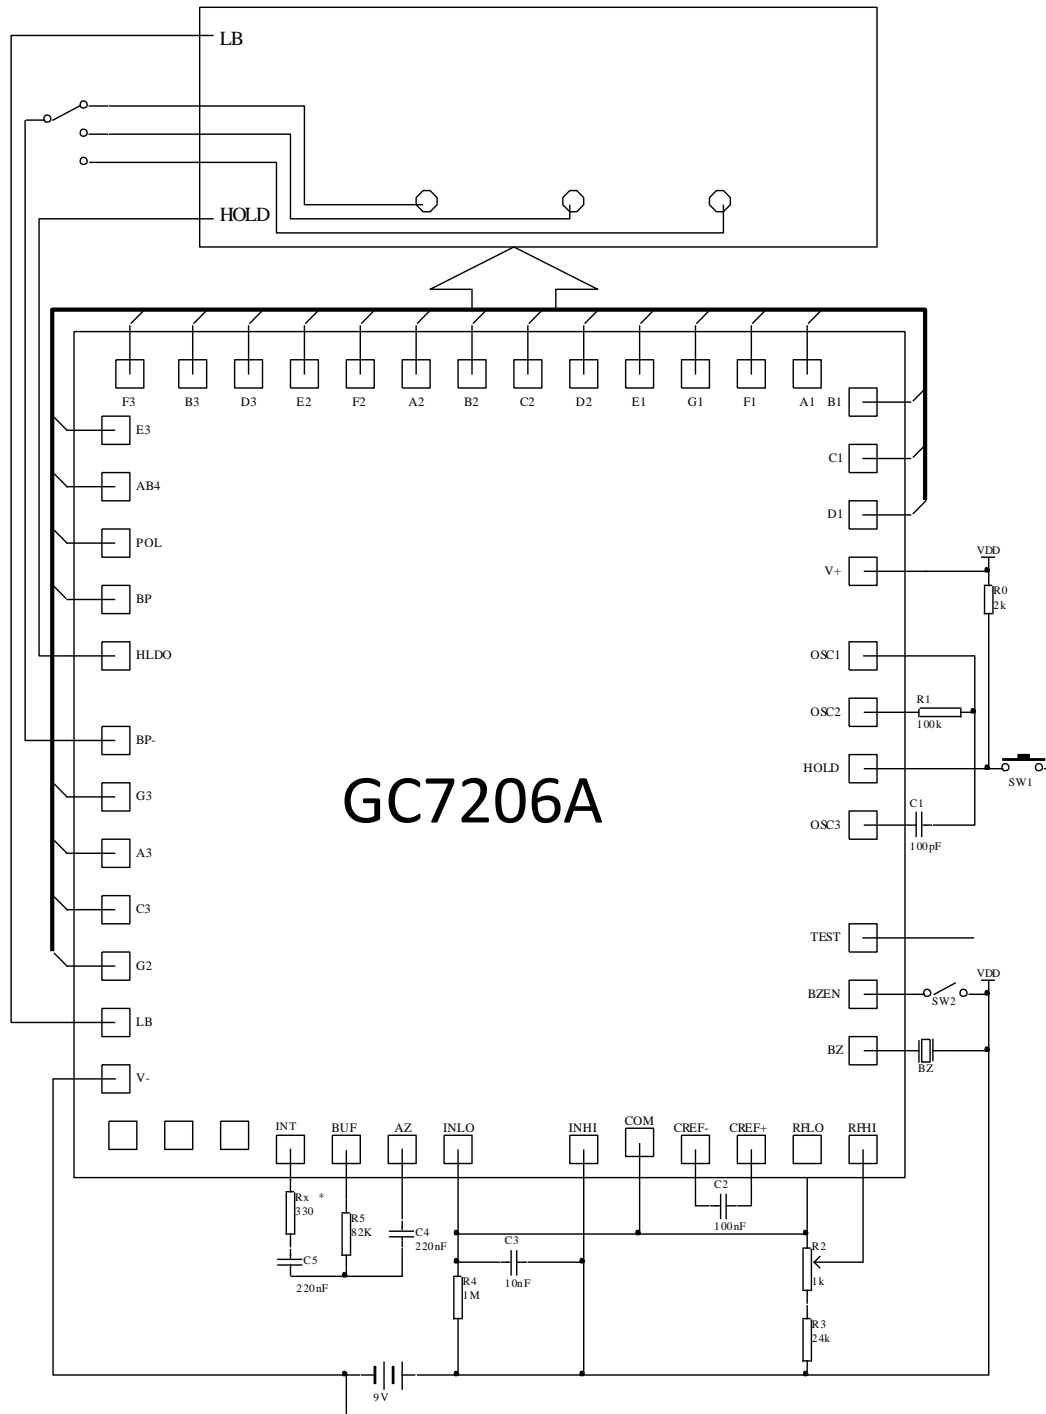 LB
HOLD
F3 B3 D3 E2 F2 A2 B2 C2 D2 E1 G1 F1 A1 B1
E3
C1
AB4
D1
POL
VDD
V+
BP
R0
2k
HLDO
OSC1
R1
OSC2
100k
BP-
HOLD
SW1
G3
GC7206A
C1
OSC3
100pF
A3
C3
TEST
G2
VDD
BZEN
SW2
LB
BZ
BZ
V-
INT BUF AZ INLO INHI COM CREF- CREF+ RFLO RFHI
Rx *
330
R5
82K
C4
220nF
C2
100nF
C3
10nF
R2
1k
C5
220nF
R4
1M
R3
24k
9V